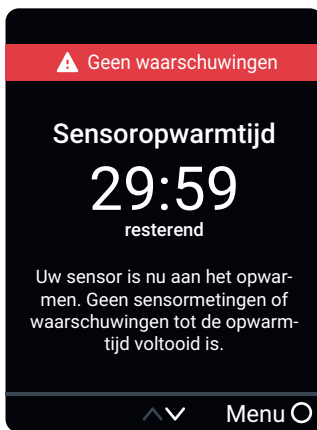 Geen waarschuwingen
Sensoropwarmtijd
29:59
resterend
Uw sensor is nu aan het opwar-
men. Geen sensormetingen of
waarschuwingen tot de opwarm-
tijd voltooid is.
Menu